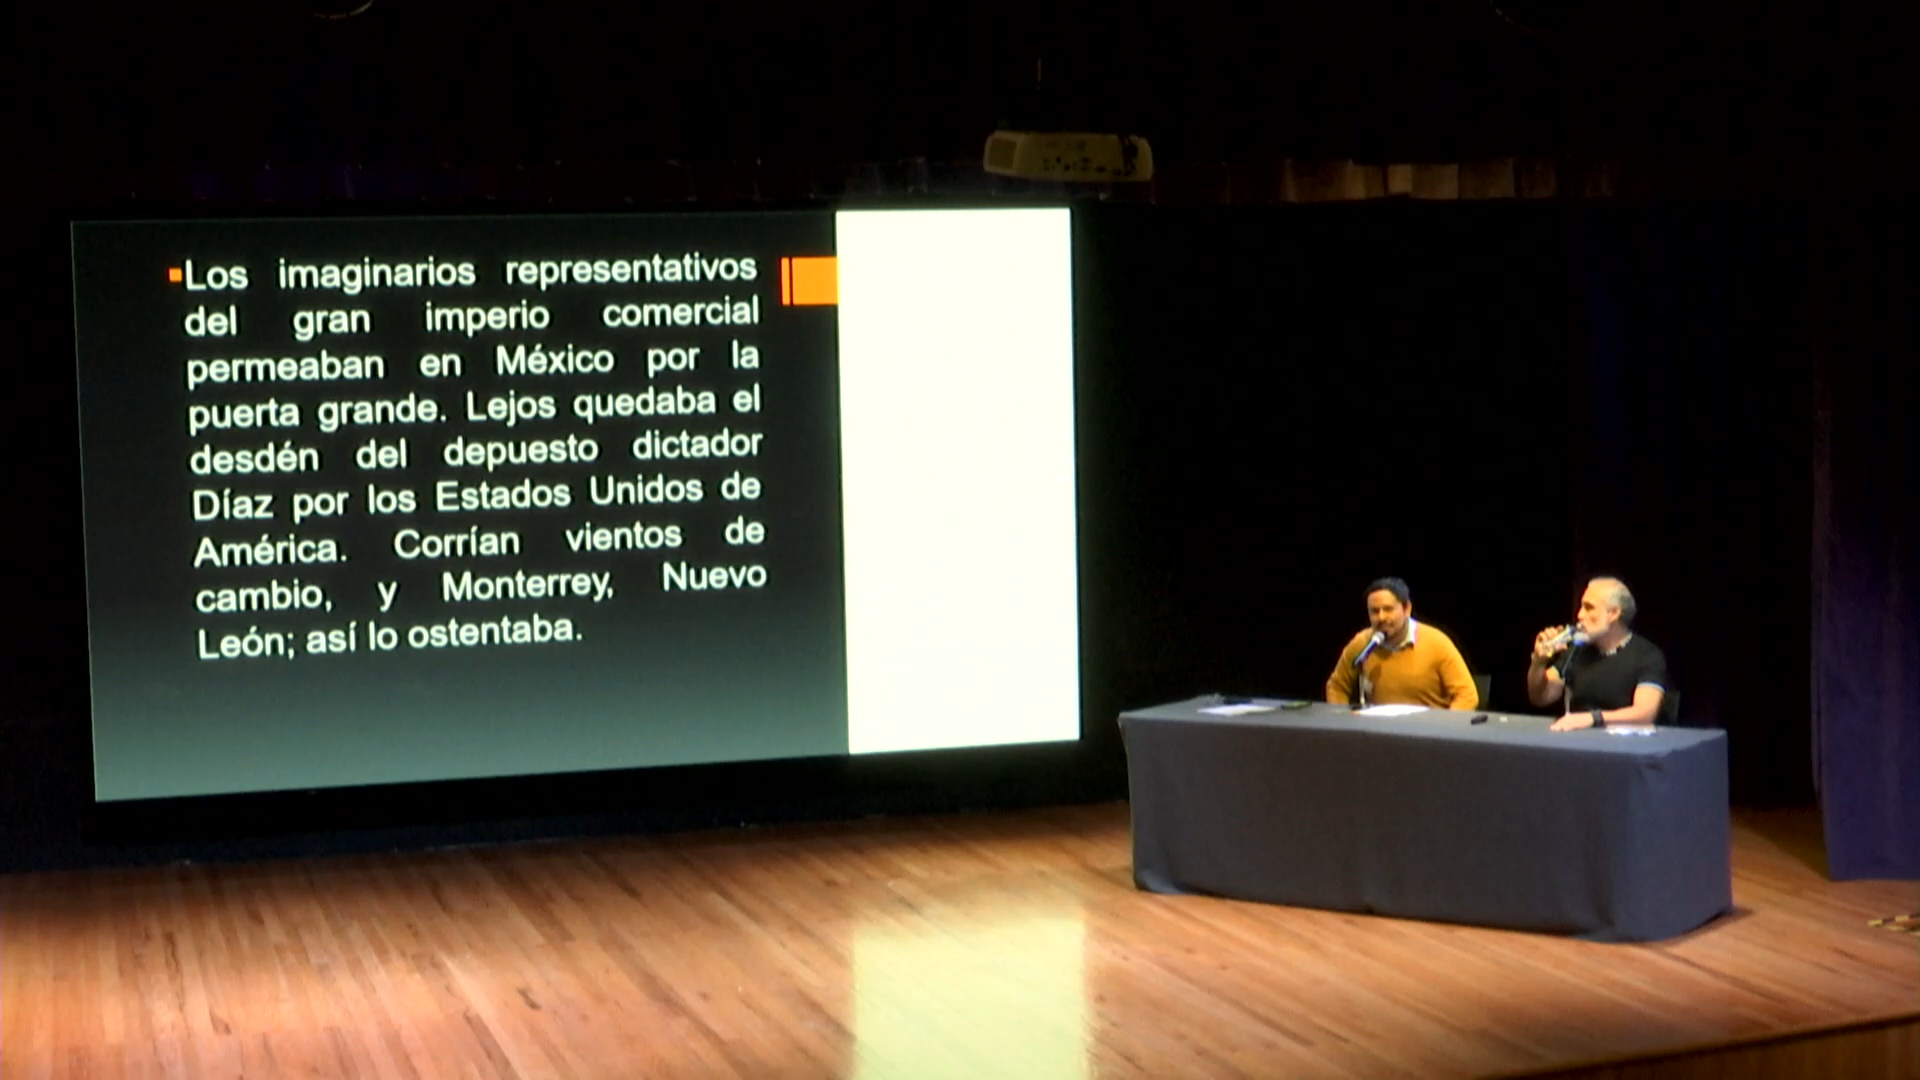 Los imaginarios representativos
del gran imperio comercial
permeaban en México por la
puerta grande. Lejos quedaba el
desdén del depuesto dictador
Díaz por los Estados Unidos de
América. Corrían vientos de
cambio, y Monterrey, Nuevo
León; así lo ostentaba.